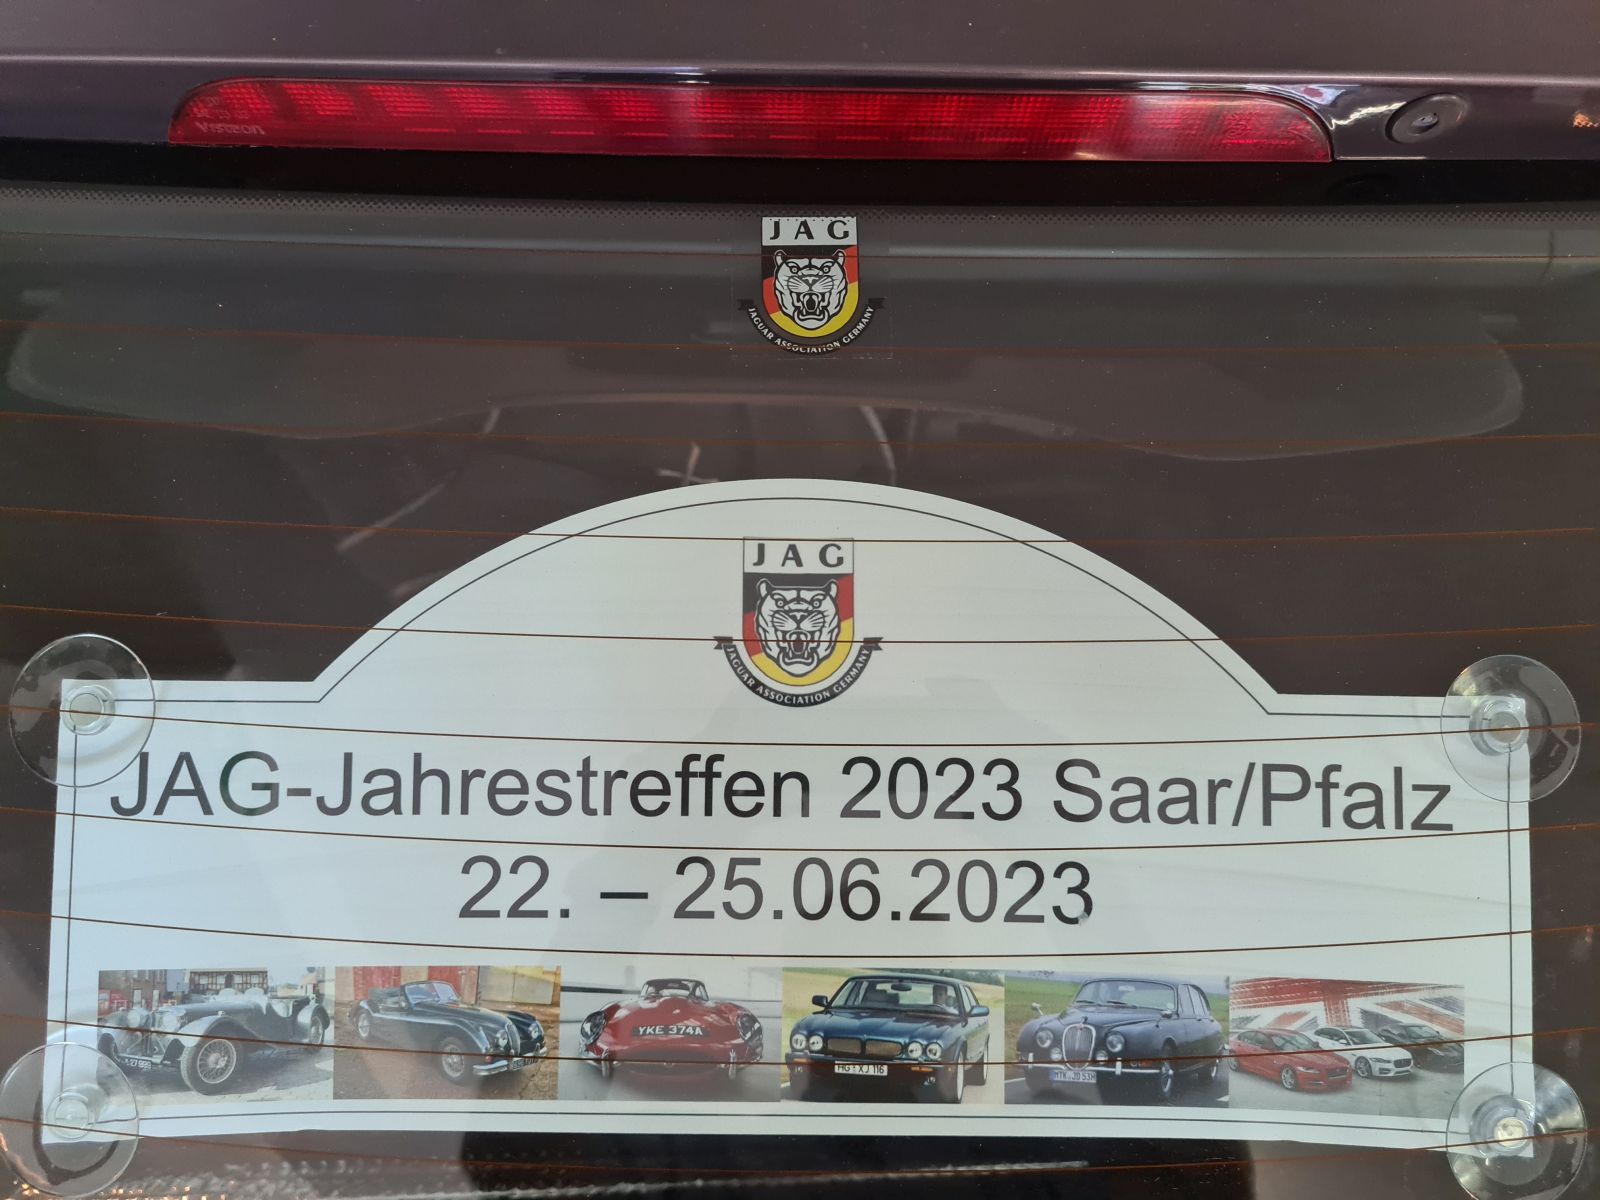 Visteon
JAG
JAGUAR ASSOCIATION GERMANY
JAG
JAGUAR ASSOCIATION GERMANY
JAG-Jahrestreffen 2023 Saar/Pfalz
22. – 25.06.2023
YKE 374A